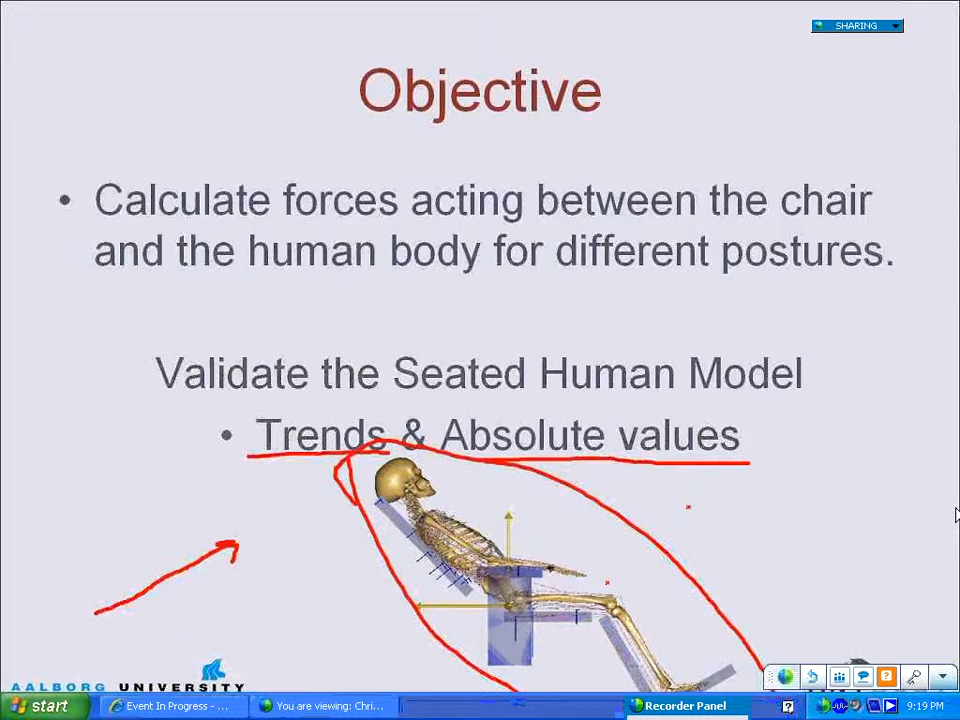 SHARING
Objective
• Calculate forces acting between the chair
and the human body for different postures.
Validate the Seated Human Model
• Trends & Absolute values
AALBORG UNIVERSITY
start
Event In Progress - ...
You are viewing: Chri...
Recorder Panel
9:19 PM